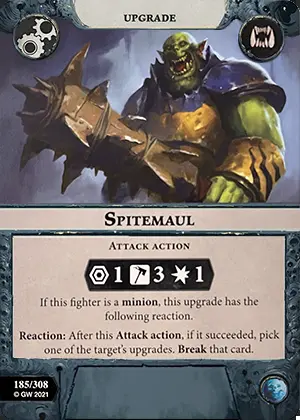 UPGRADE
SPITEMAUL
ATTACK ACTION
1 3 1
If this fighter is a minion, this upgrade has the
following reaction.
Reaction: After this Attack action, if it succeeded, pick
one of the target's upgrades. Break that card.
185/308
© GW 2021